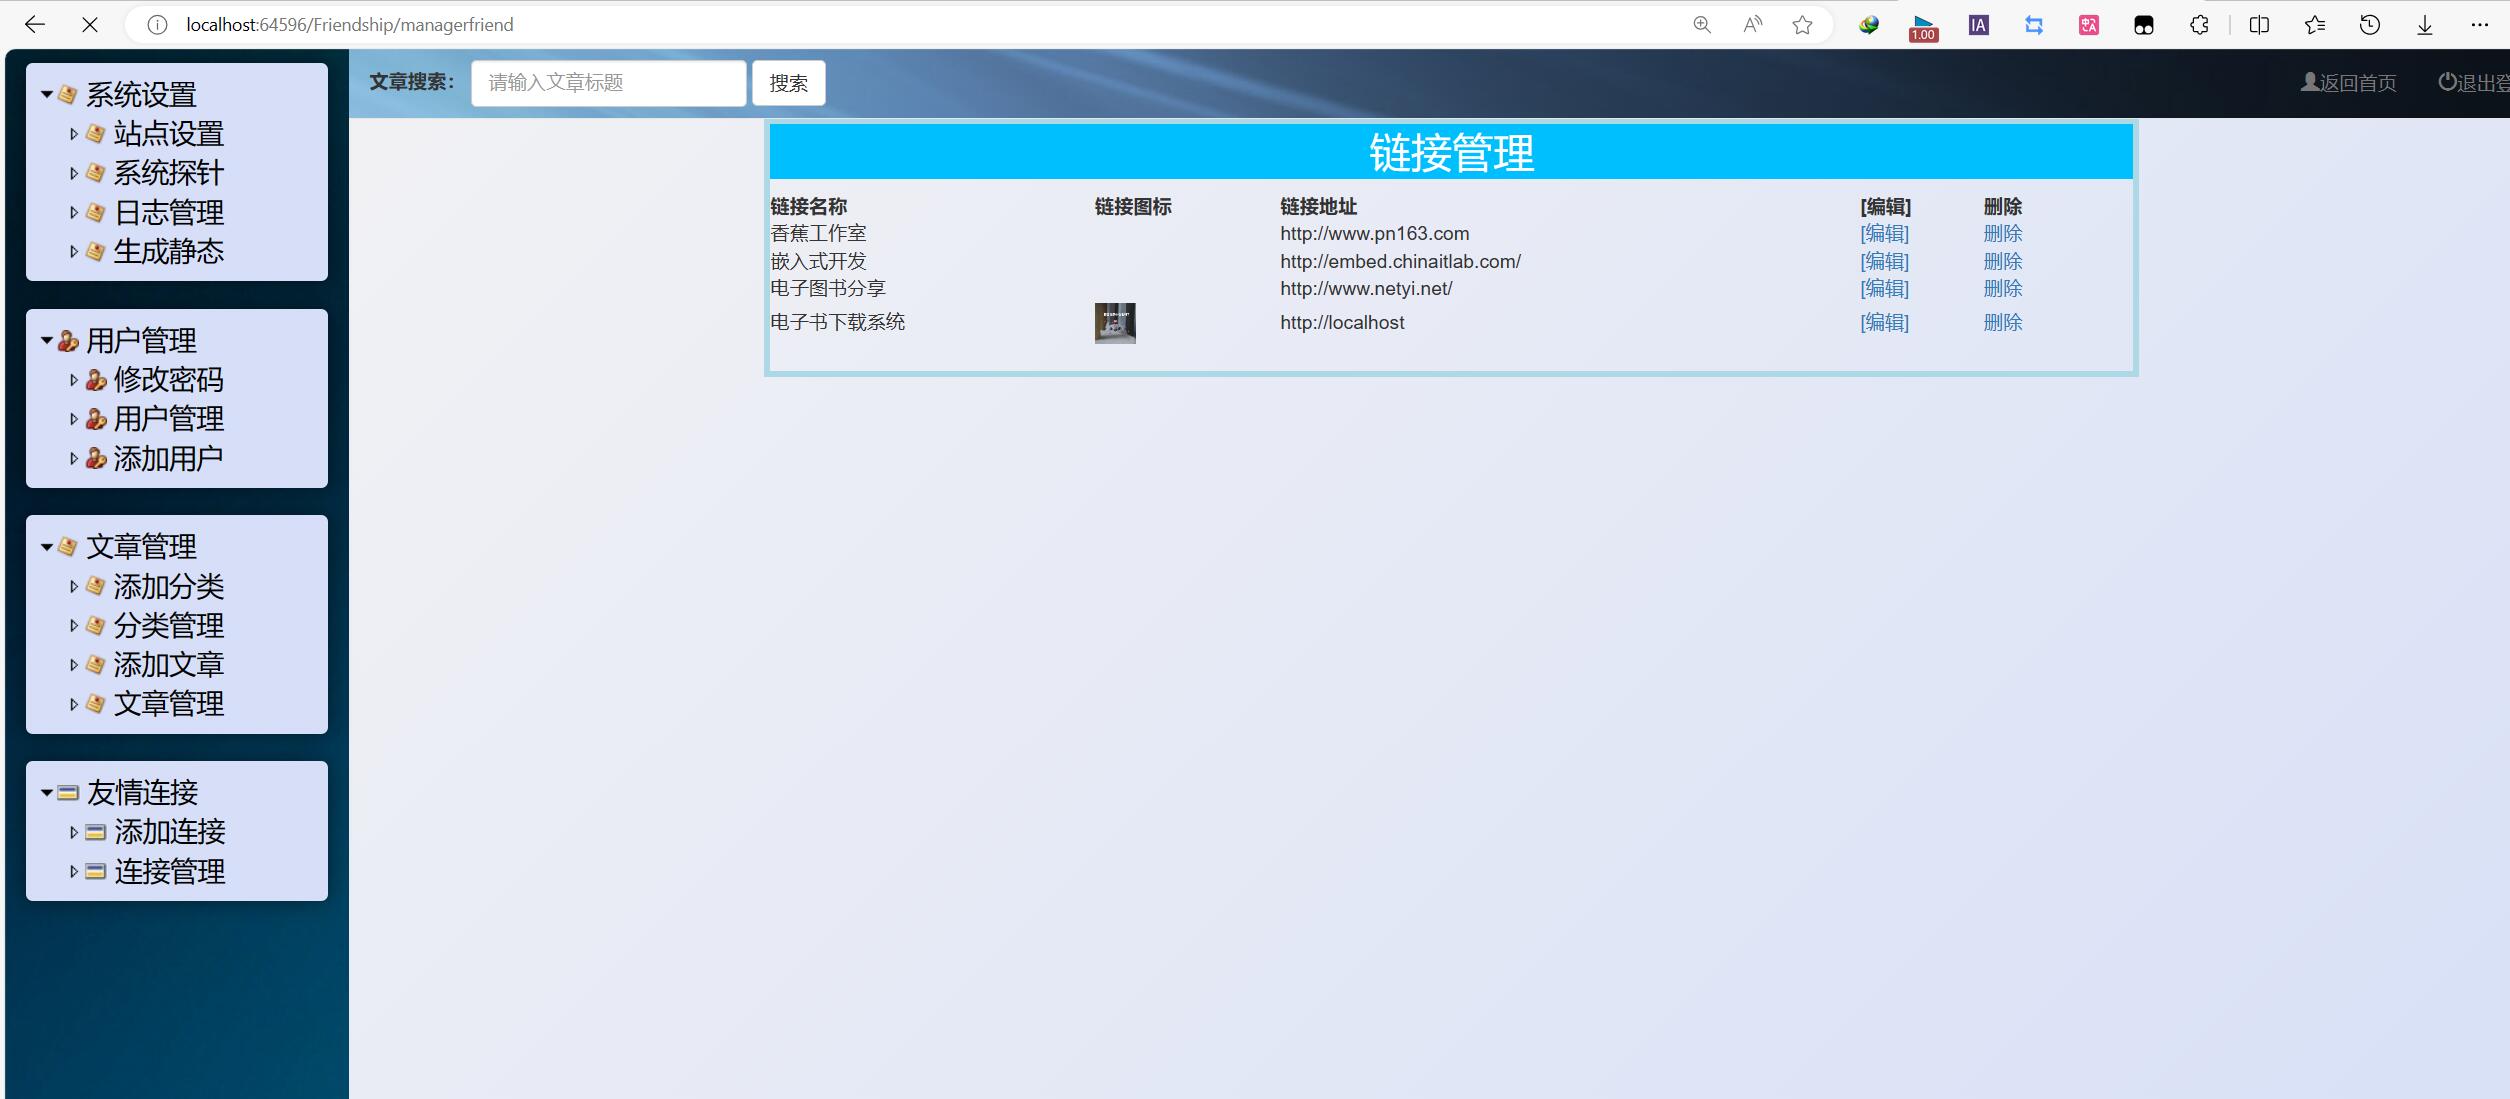 localhost:64596/Friendship/managerfriend
1.00
IA
系统设置
站点设置
系统探针
日志管理
生成静态
用户管理
修改密码
用户管理
添加用户
文章管理
添加分类
分类管理
添加文章
文章管理
友情连接
添加连接
连接管理
文章搜索： 请输入文章标题 搜索 返回首页 退出登
链接管理
链接名称 链接图标 链接地址 [编辑] 删除
香蕉工作室 http://www.pn163.com [编辑] 删除
嵌入式开发 http://embed.chinaitlab.com/ [编辑] 删除
电子图书分享 http://www.netyi.net/ [编辑] 删除
电子书下载系统 http://localhost [编辑] 删除